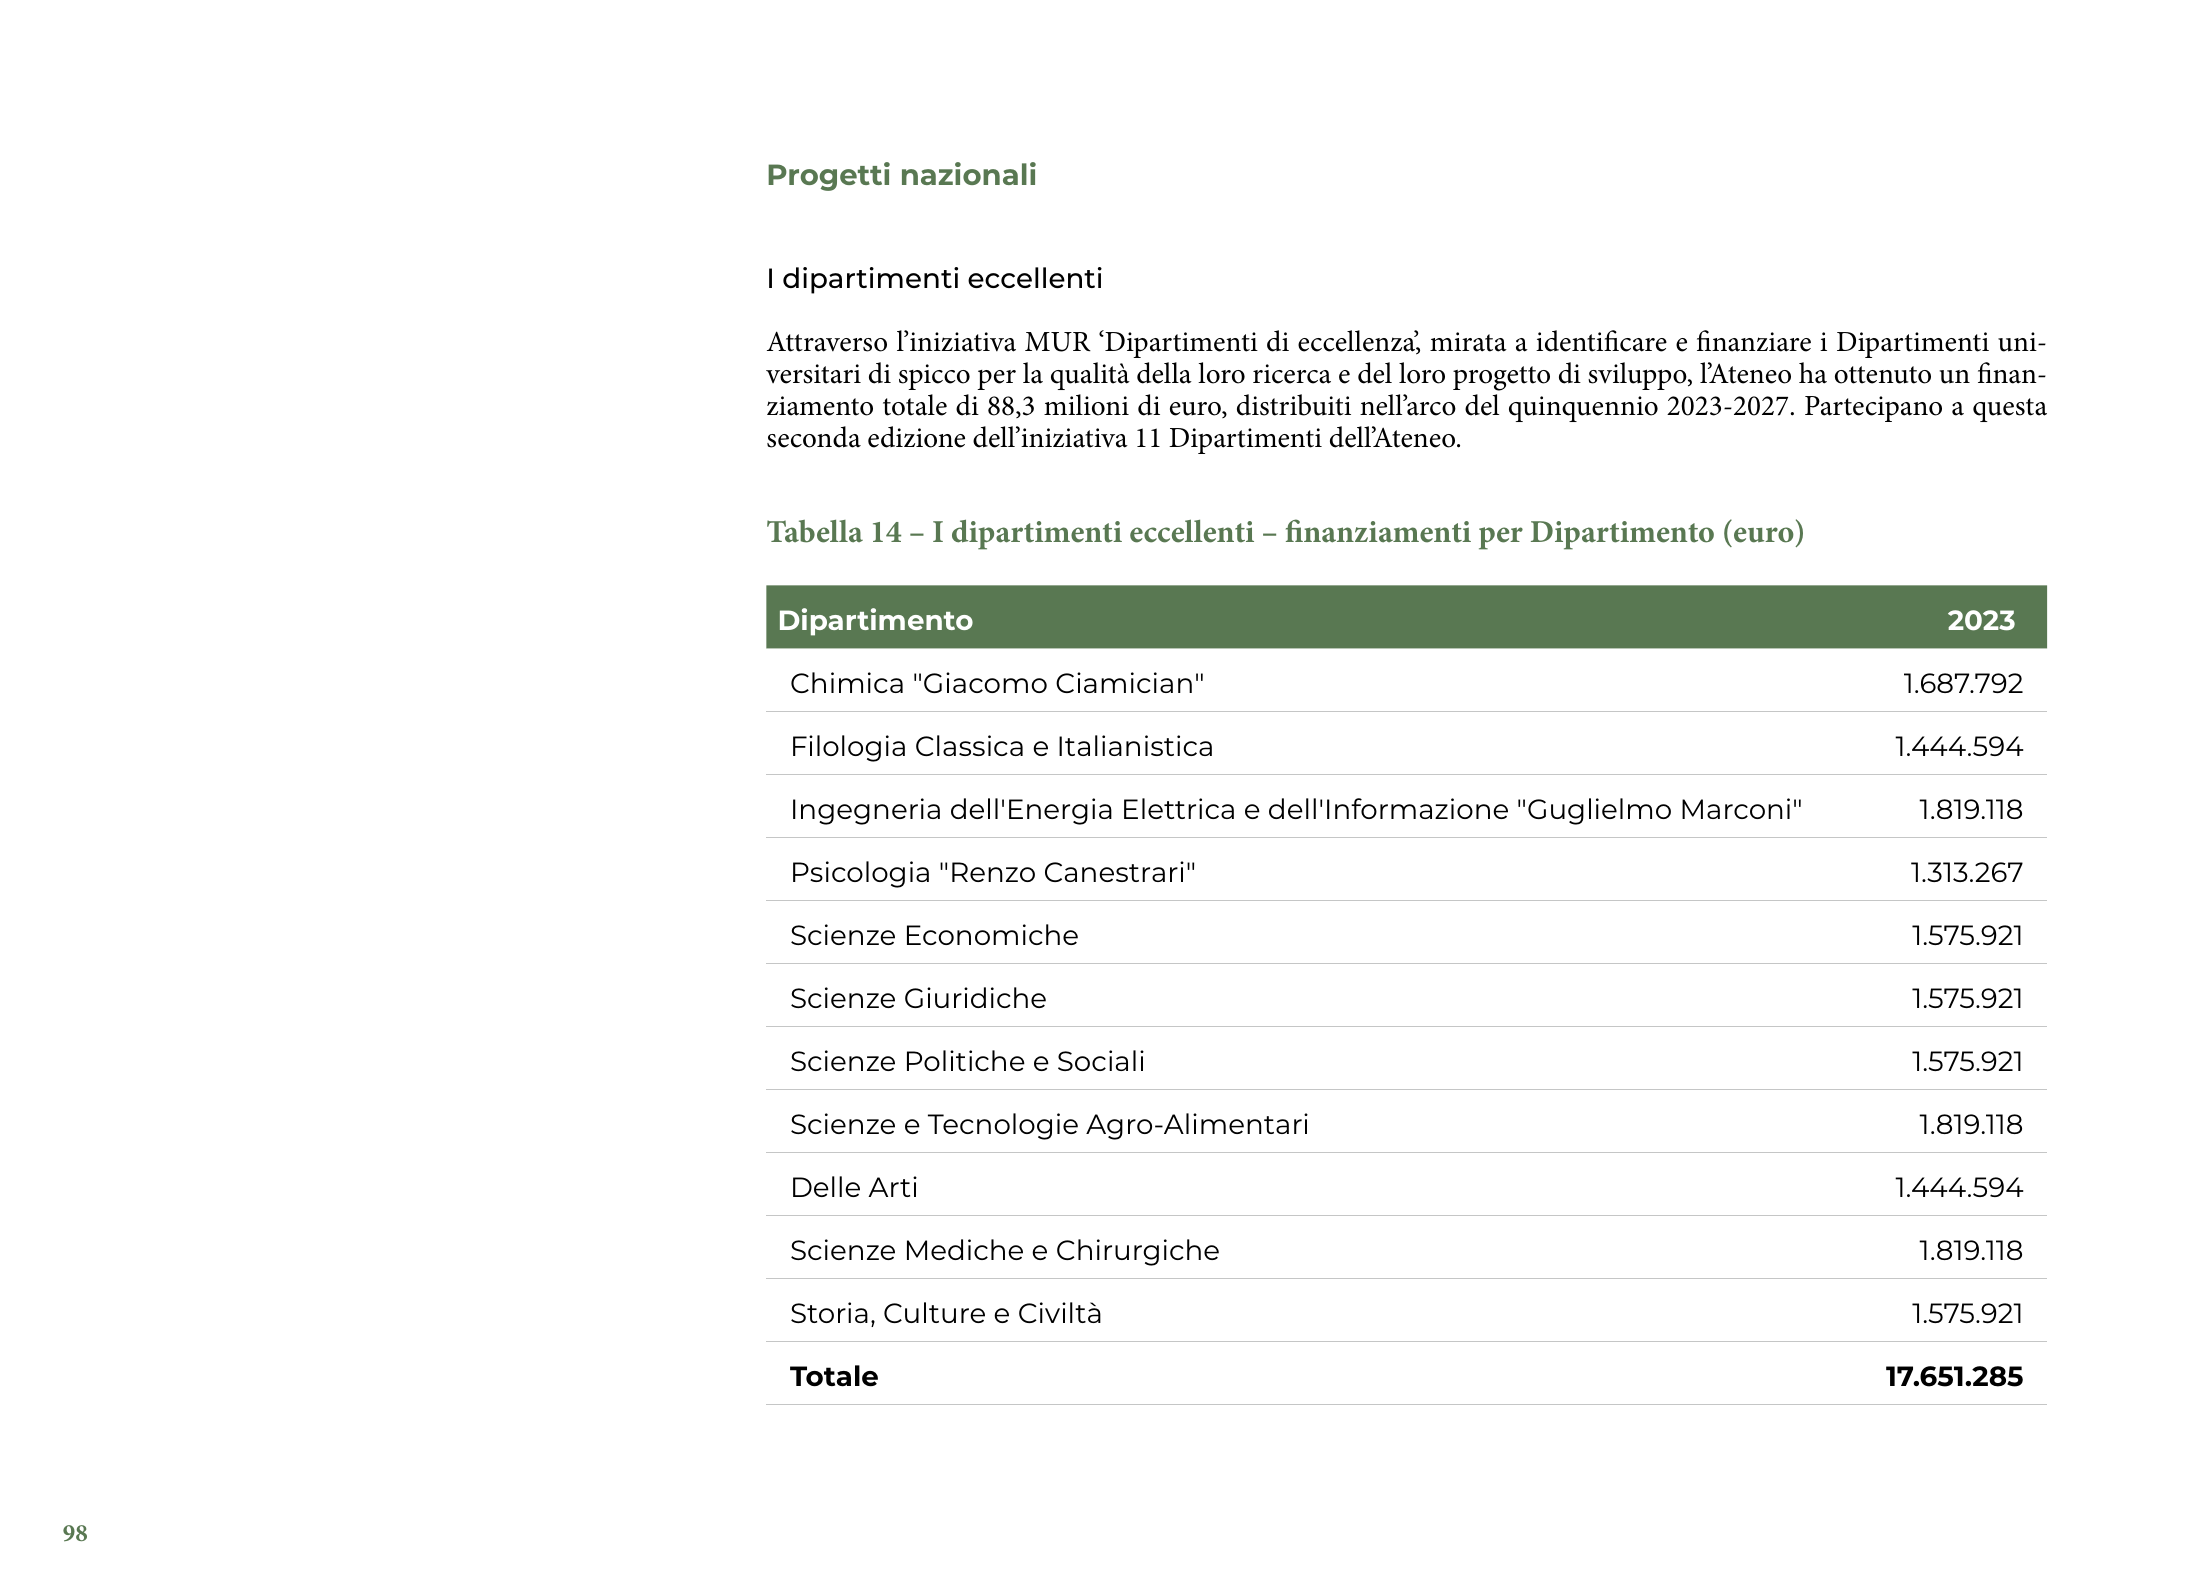 Progetti nazionali
I dipartimenti eccellenti
Attraverso l’iniziativa MUR ‘Dipartimenti di eccellenza’, mirata a identificare e finanziare i Dipartimenti uni-
versitari di spicco per la qualità della loro ricerca e del loro progetto di sviluppo, l’Ateneo ha ottenuto un finan-
ziamento totale di 88,3 milioni di euro, distribuiti nell’arco del quinquennio 2023-2027. Partecipano a questa
seconda edizione dell’iniziativa 11 Dipartimenti dell’Ateneo.
Tabella 14 – I dipartimenti eccellenti – finanziamenti per Dipartimento (euro)
Dipartimento 2023
Chimica "Giacomo Ciamician" 1.687.792
Filologia Classica e Italianistica 1.444.594
Ingegneria dell'Energia Elettrica e dell'Informazione "Guglielmo Marconi" 1.819.118
Psicologia "Renzo Canestrari" 1.313.267
Scienze Economiche 1.575.921
Scienze Giuridiche 1.575.921
Scienze Politiche e Sociali 1.575.921
Scienze e Tecnologie Agro-Alimentari 1.819.118
Delle Arti 1.444.594
Scienze Mediche e Chirurgiche 1.819.118
Storia, Culture e Civiltà 1.575.921
Totale 17.651.285
98